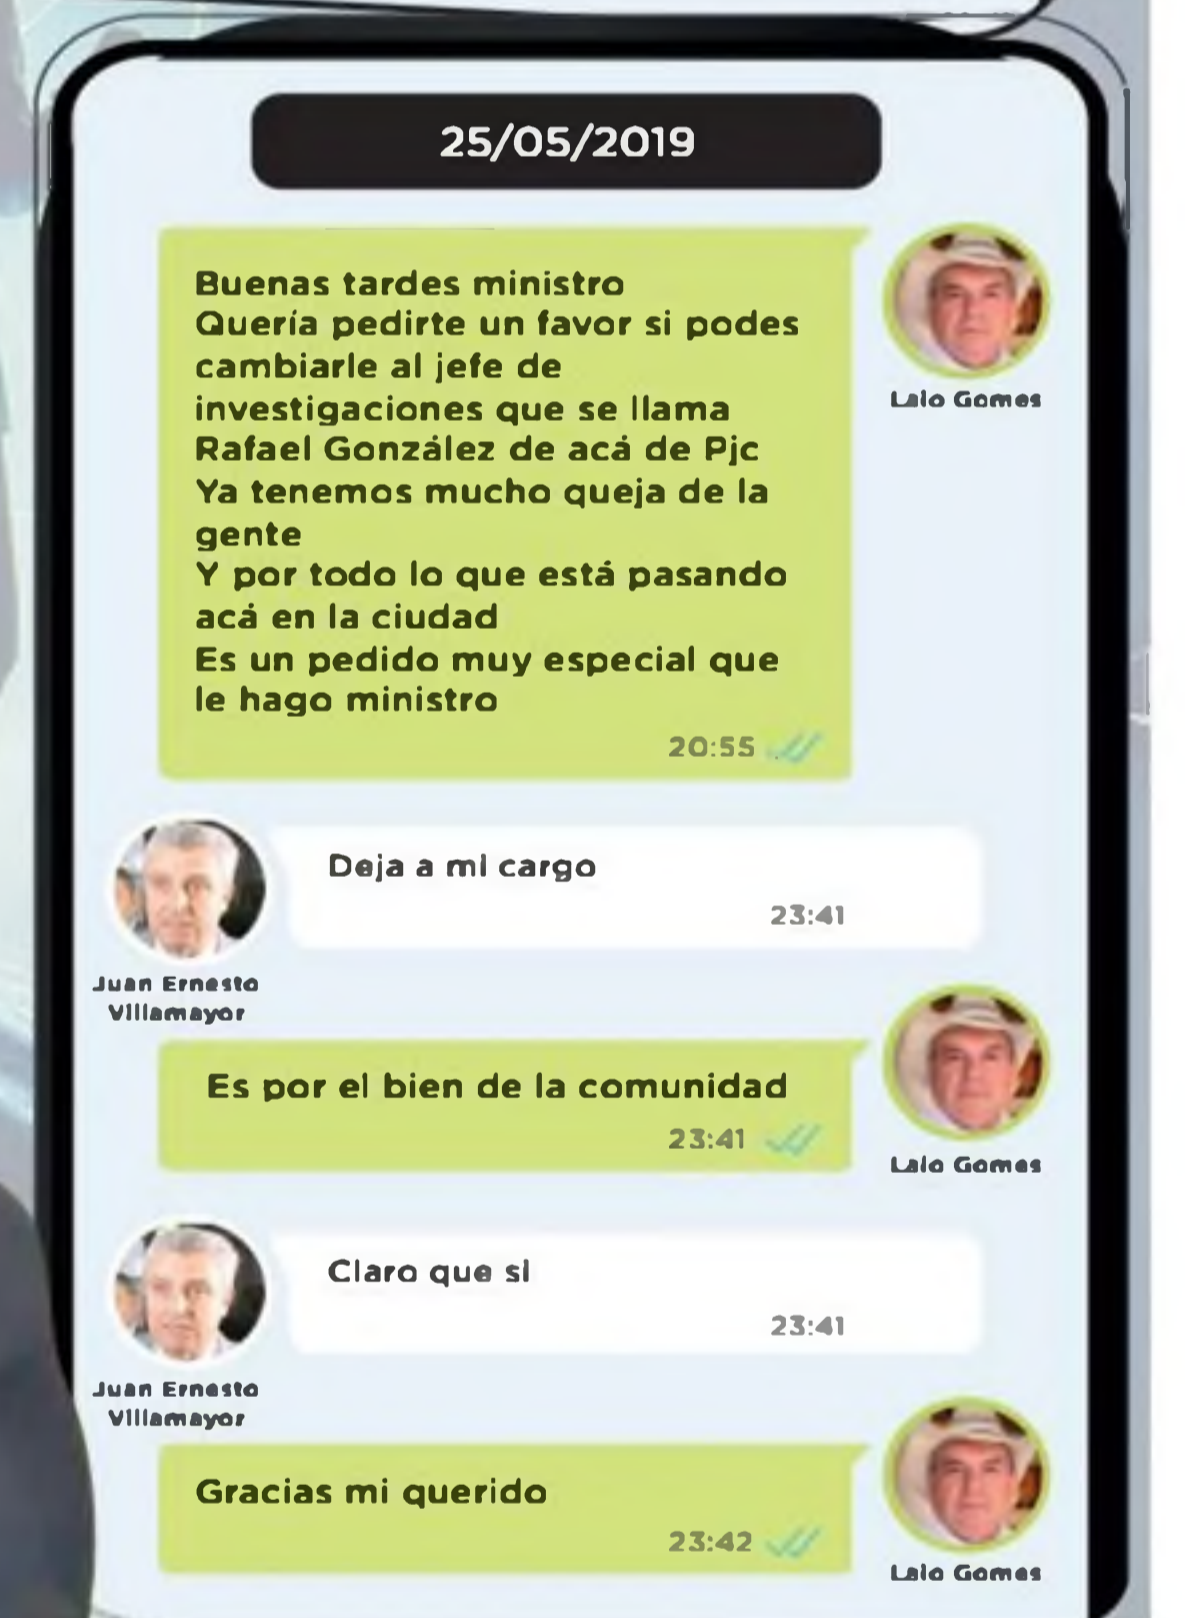 25/05/2019
Buenas tardes ministro
Quería pedirte un favor si podes
cambiarle al jefe de
investigaciones que se llama
Rafael González de acá de Pjc
Ya tenemos mucho queja de la
gente
Y por todo lo que está pasando
acá en la ciudad
Es un pedido muy especial que
le hago ministro
20:55
Lalo Gomes
Deja a mi cargo
23:41
Juan Ernesto
Villamayor
Es por el bien de la comunidad
23:41
Lalo Gomes
Claro que si
23:41
Juan Ernesto
Villamayor
Gracias mi querido
23:42
Lalo Gomes